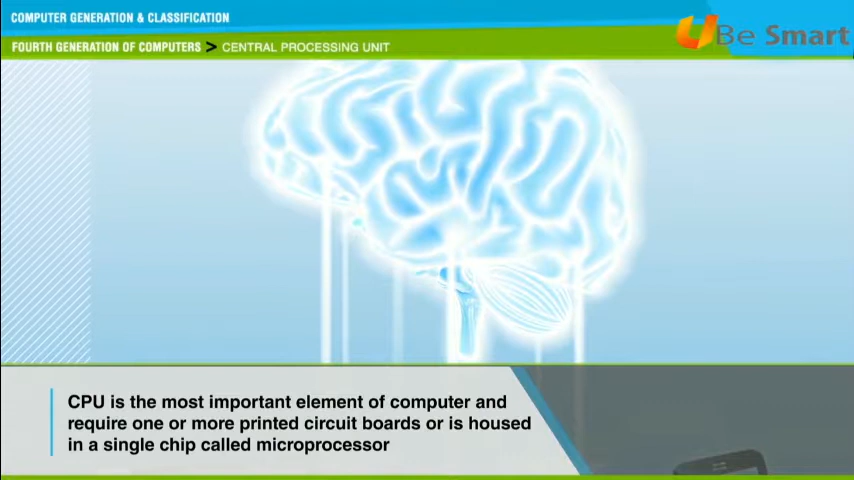 COMPUTER GENERATION & CLASSIFICATION
FOURTH GENERATION OF COMPUTERS > CENTRAL PROCESSING UNIT
UBe Smart
CPU is the most important element of computer and
require one or more printed circuit boards or is housed
in a single chip called microprocessor